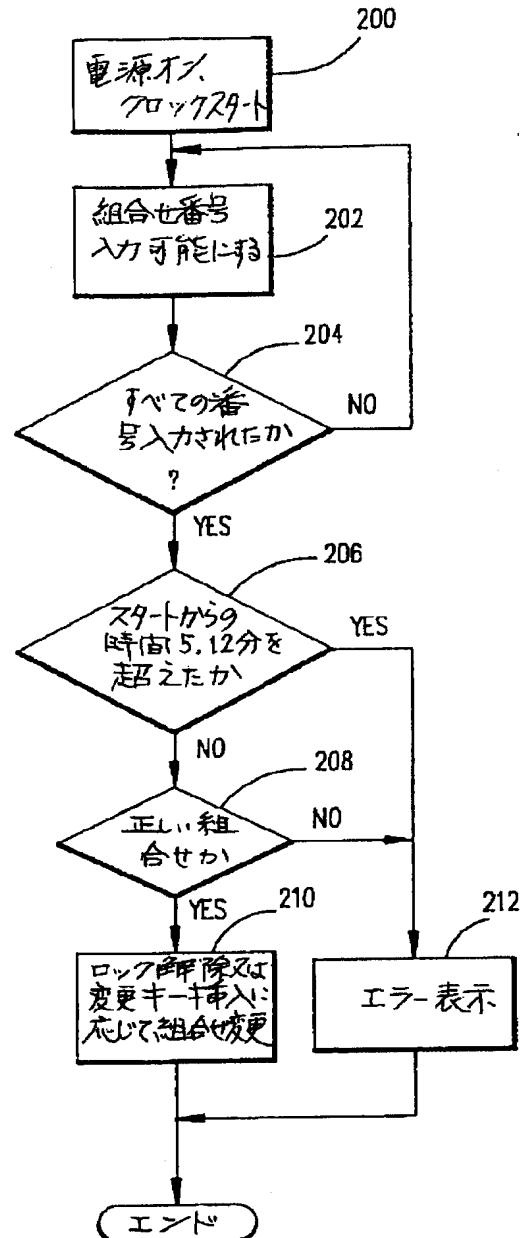 200
電源オン、
クロックスタート
組合せ番号
入力可能にする
202
204
すべての番
号入力されたか
?
NO
YES
206
スタートからの
時間5.12分を
超えたか
YES
NO
208
正しい組
合せか
NO
YES
210
212
ロック解除又は
変更キー挿入に
応じて、組合せ変更
エラー表示
エンド